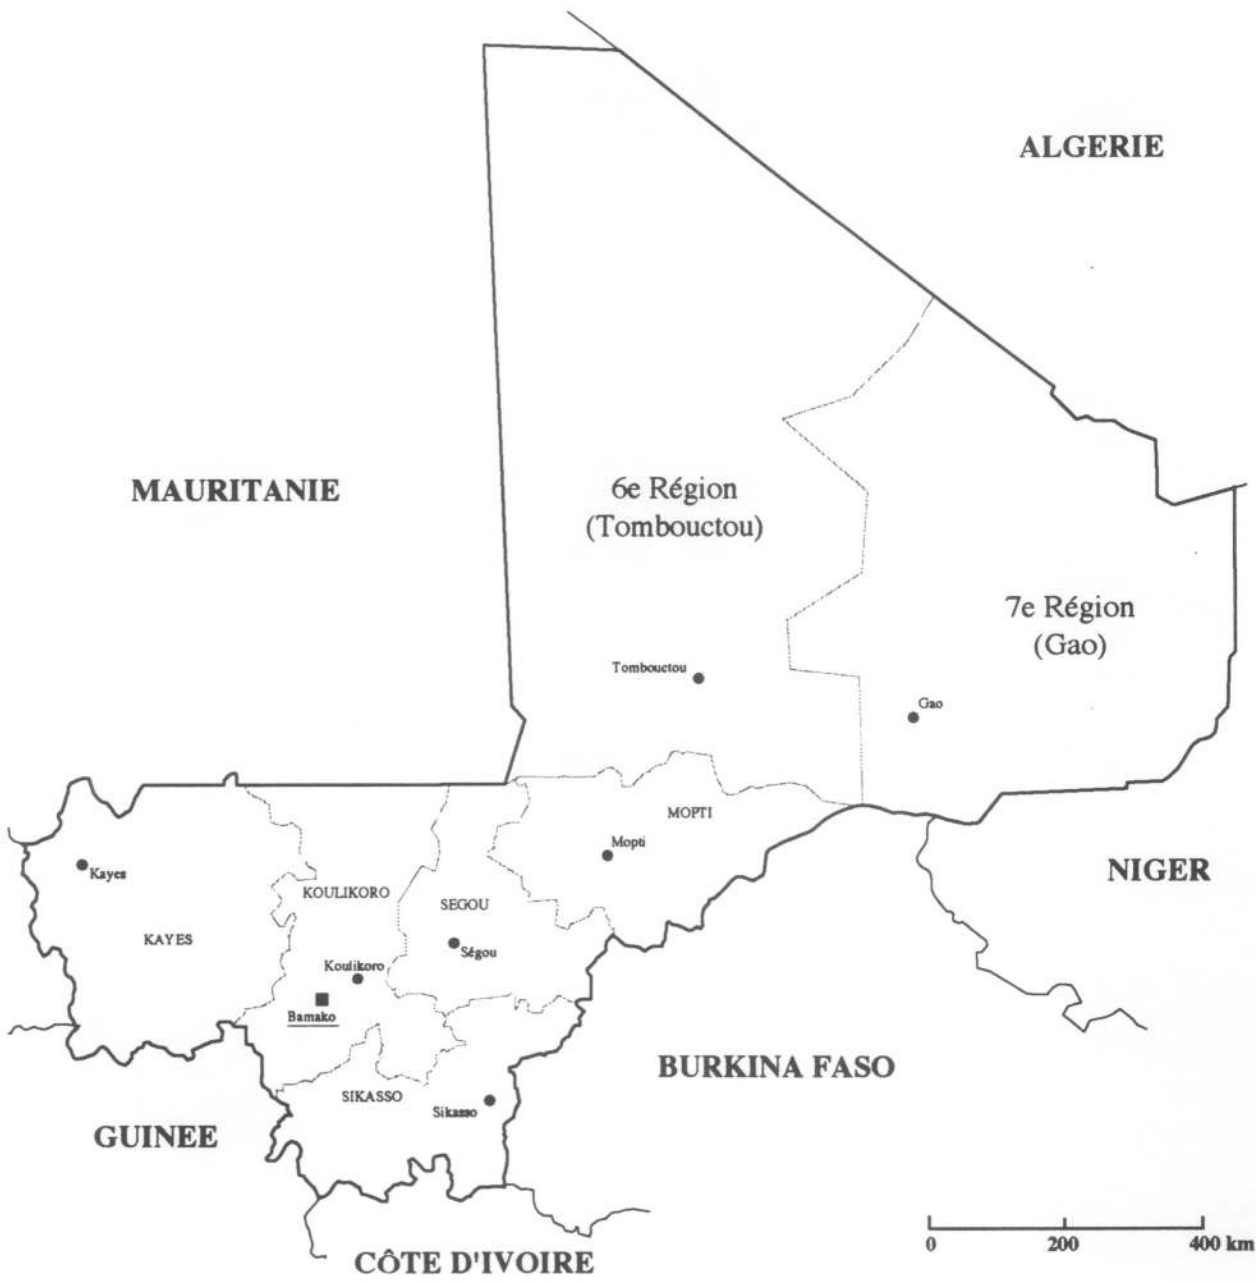 ALGERIE
MAURITANIE
6e Région
(Tombouctou)
7e Région
(Gao)
Tombouctou
Gao
MOPTI
Mopti
NIGER
Kayes
KOULIKORO
SEGOU
KAYES
Ségou
Koulikoro
Bamako
BURKINA FASO
SIKASSO
Sikasso
GUINEE
CÔTE D'IVOIRE
0 200 400 km